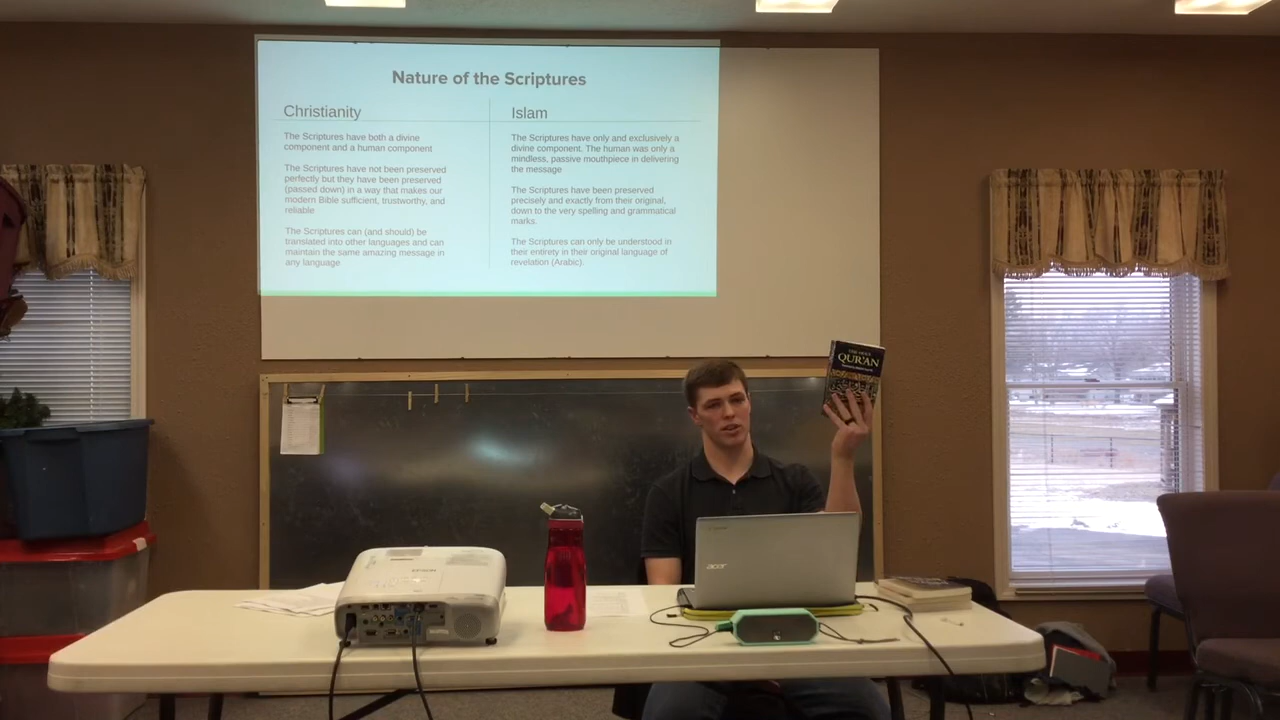 Nature of the Scriptures
Christianity
The Scriptures have both a divine
component and a human component
The Scriptures have not been preserved
perfectly but they have been preserved
(passed down) in a way that makes our
modern Bible sufficient, trustworthy, and
reliable
The Scriptures can (and should) be
translated into other languages and can
maintain the same amazing message in
any language
Islam
The Scriptures have only and exclusively a
divine component. The human was only a
mindless, passive mouthpiece in delivering
the message
The Scriptures have been preserved
precisely and exactly from their original,
down to the very spelling and grammatical
marks.
The Scriptures can only be understood in
their entirety in their original language of
revelation (Arabic).
THE HOLY
QUR'AN
acer